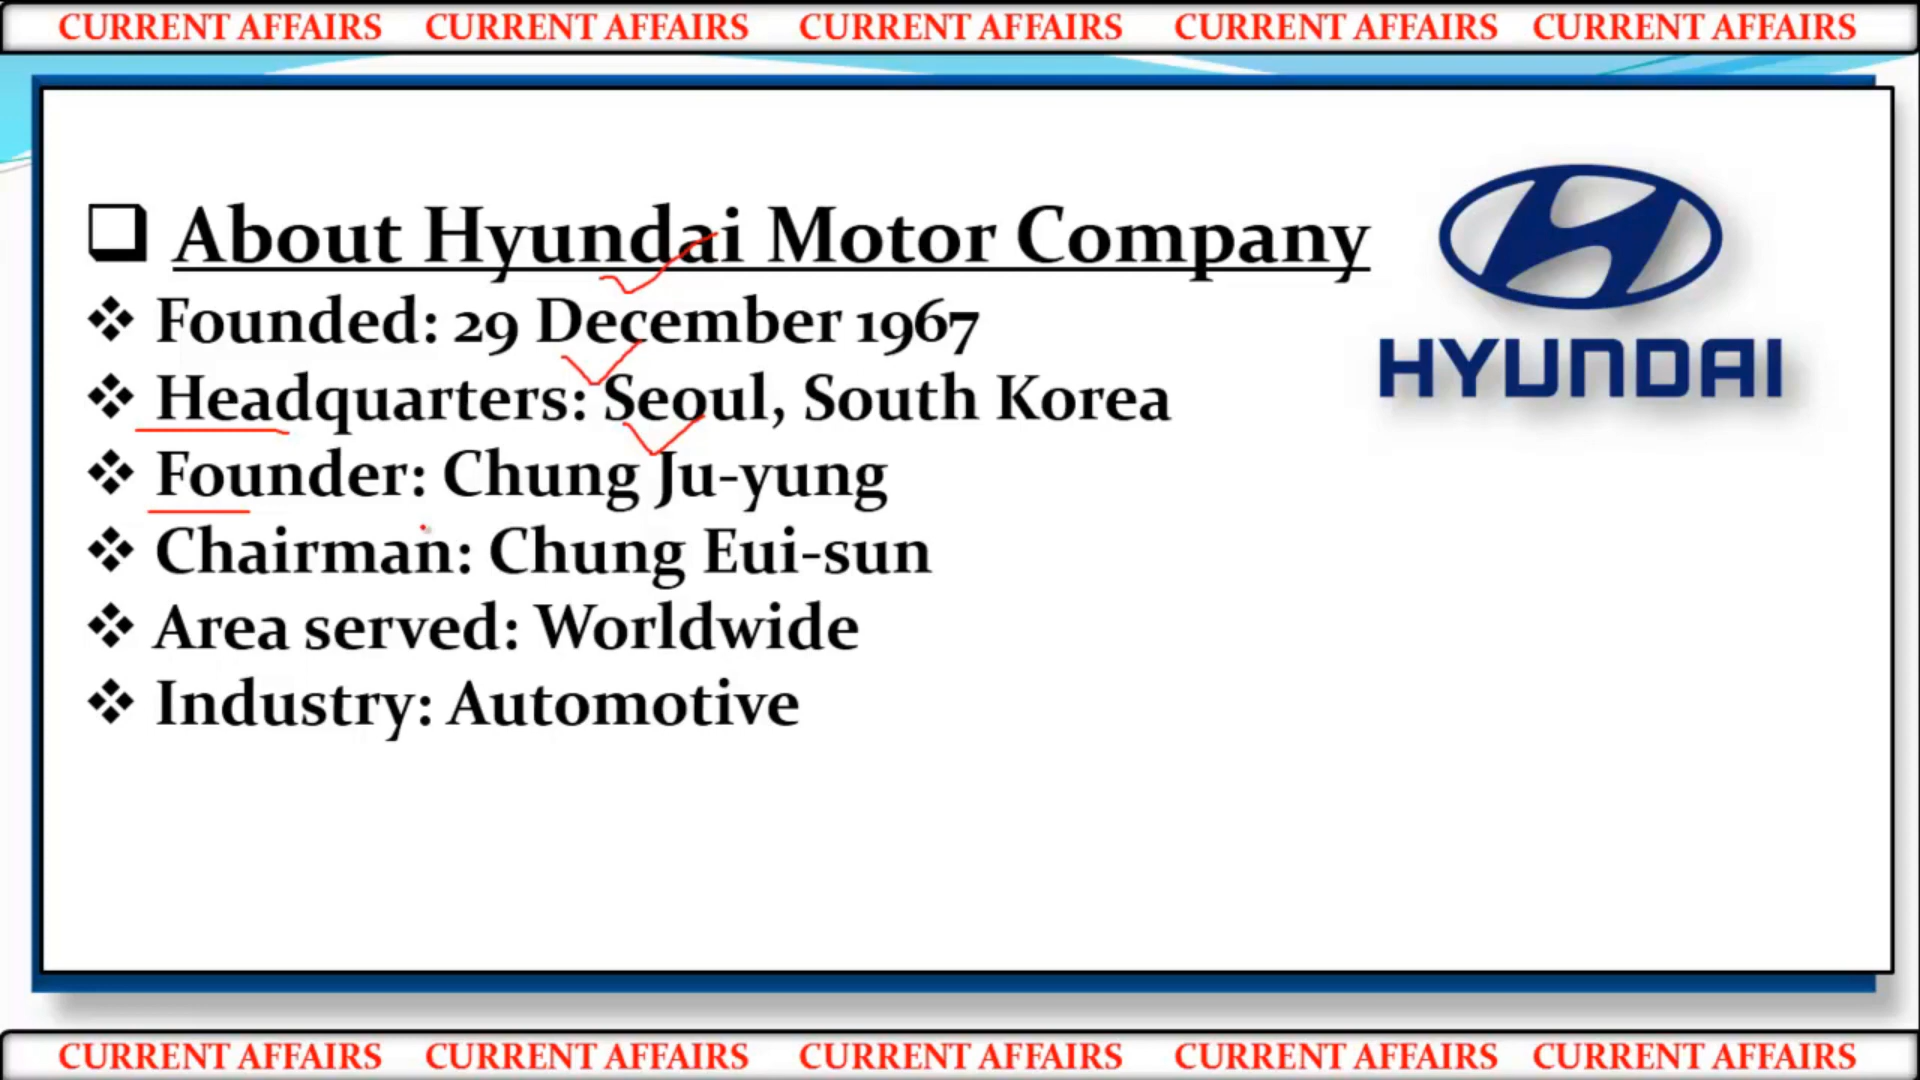 CURRENT AFFAIRS CURRENT AFFAIRS CURRENT AFFAIRS CURRENT AFFAIRS CURRENT AFFAIRS
About Hyundai Motor Company
Founded: 29 December 1967
Headquarters: Seoul, South Korea
Founder: Chung Ju-yung
Chairman: Chung Eui-sun
Area served: Worldwide
Industry: Automotive
HYUNDAI
CURRENT AFFAIRS CURRENT AFFAIRS CURRENT AFFAIRS CURRENT AFFAIRS CURRENT AFFAIRS